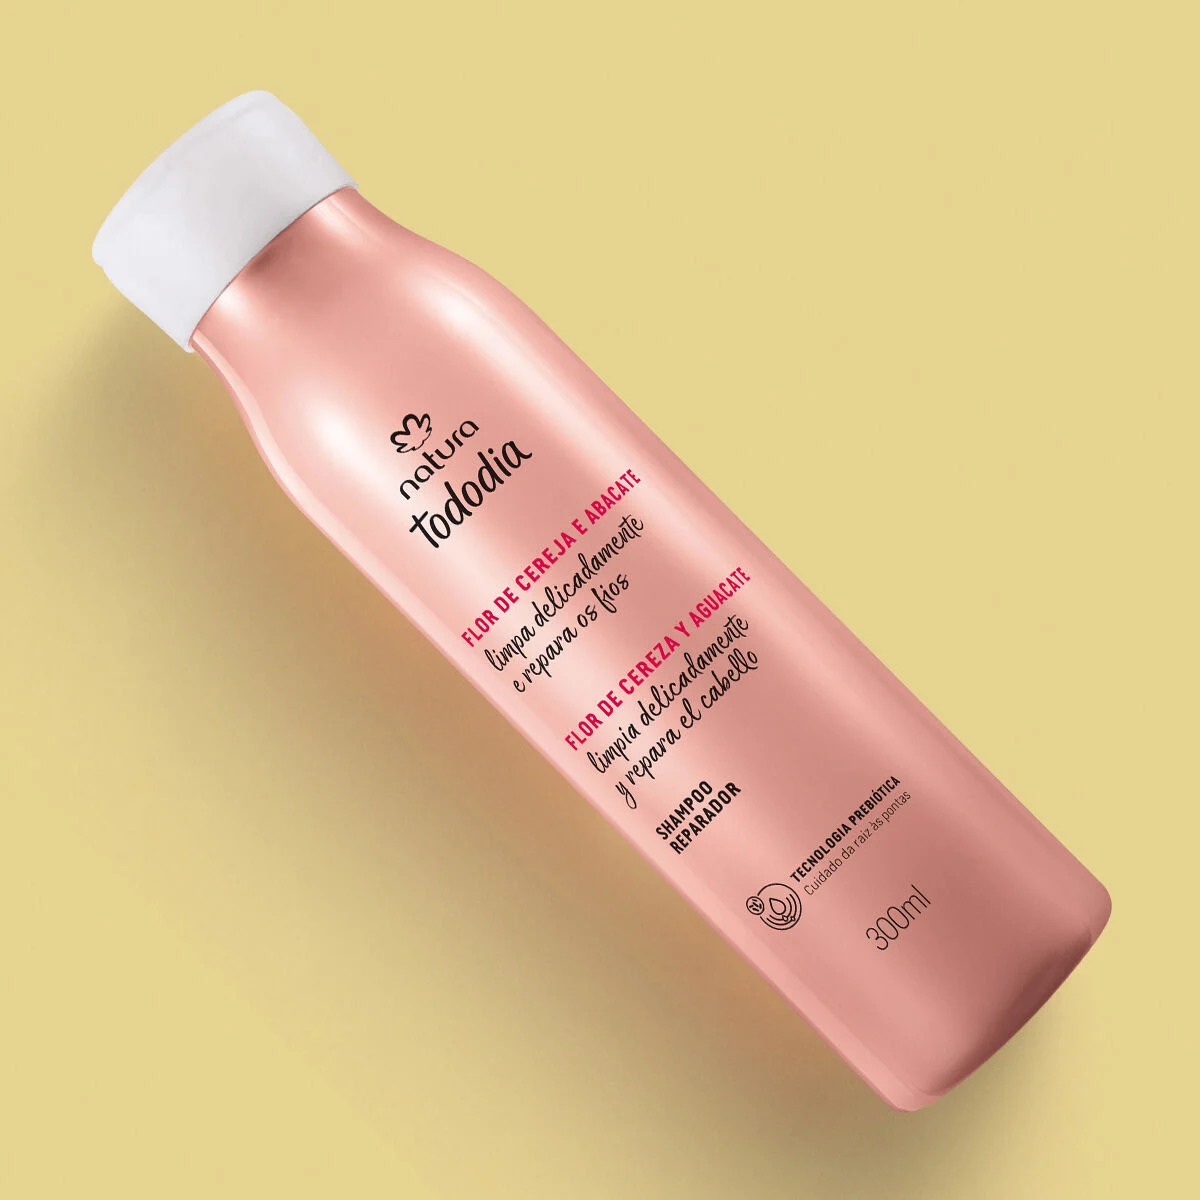 natura
tododia
FLOR DE CEREJA E ABACATE
limpa delicadamente
e repara os fios
FLOR DE CEREZA Y AGUACATE
limpia delicadamente
y repara el cabello
SHAMPOO
REPARADOR
TECNOLOGIA PREBIÓTICA
Cuidado da raiz às pontas
300ml